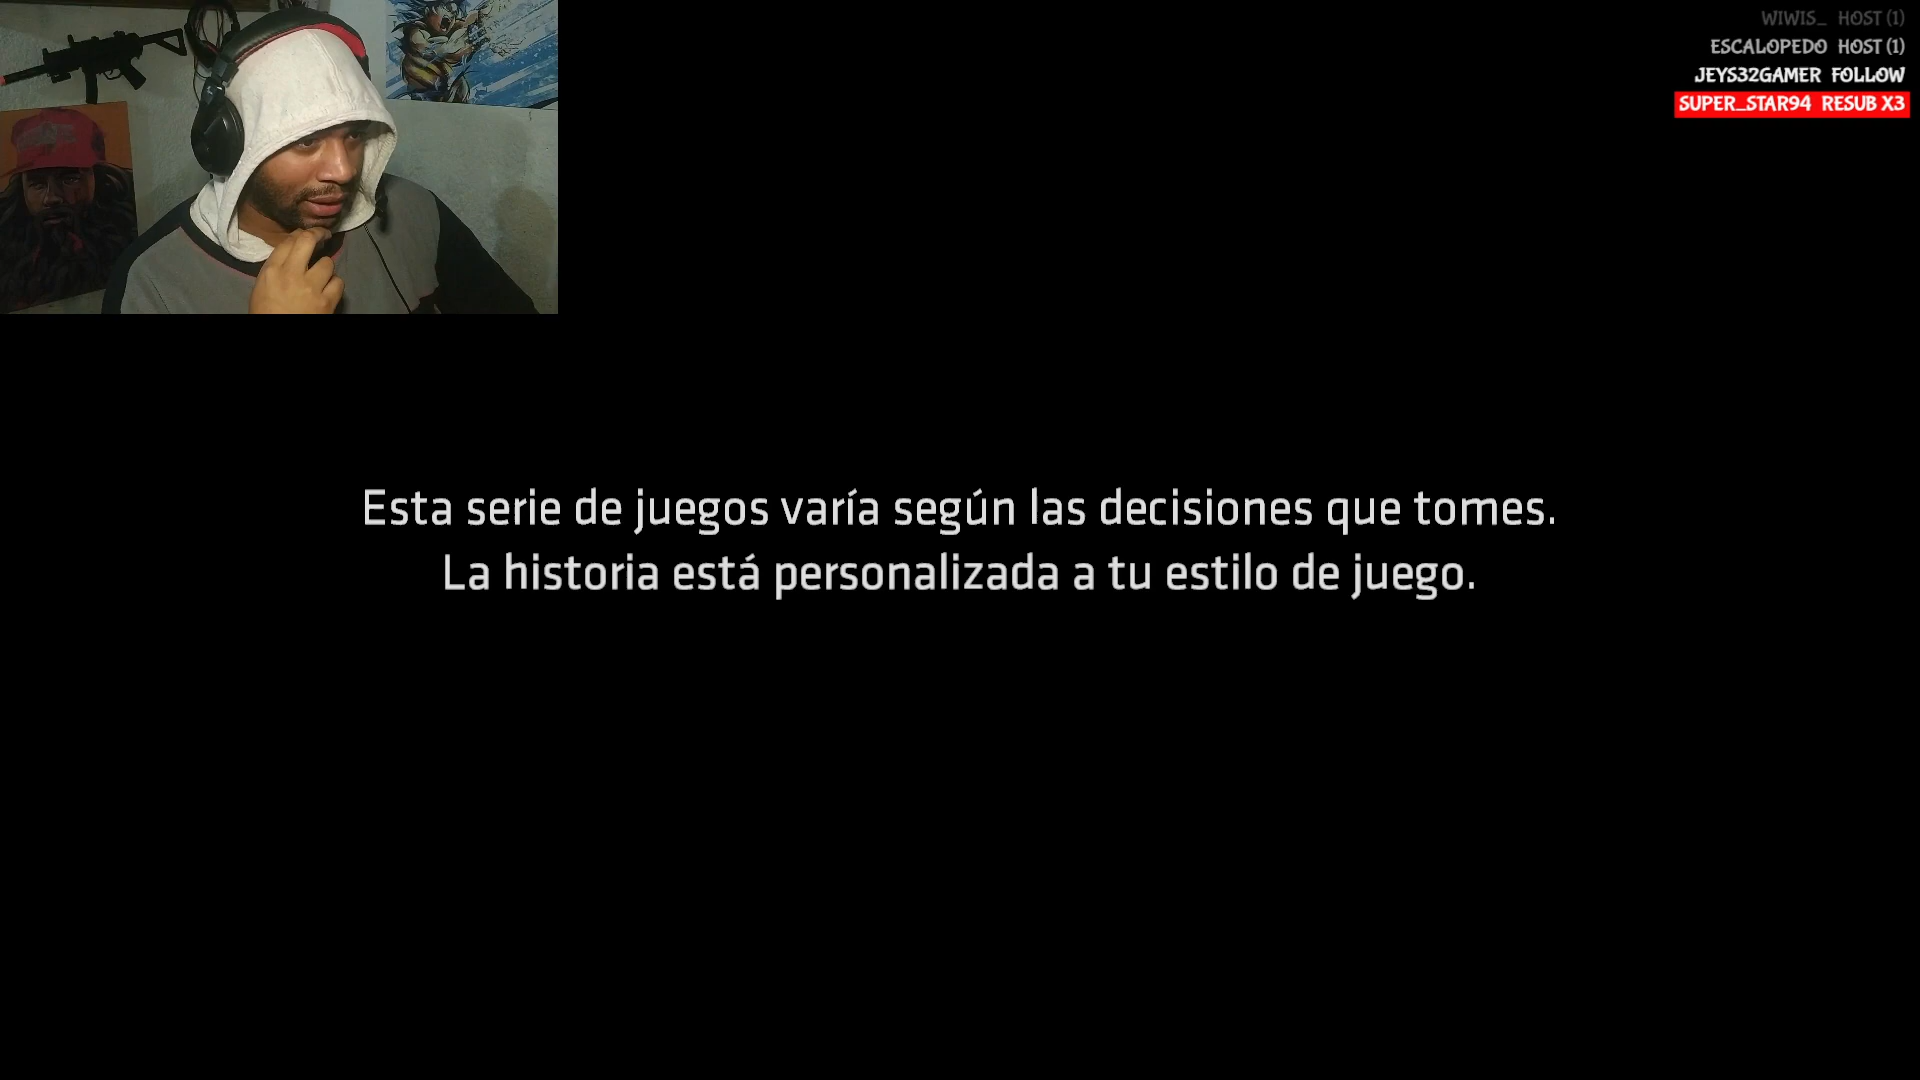 WIWIS_ HOST (1)
ESCALOPEDO HOST (1)
JEYS32GAMER FOLLOW
SUPER_STAR94 RESUB X3
Esta serie de juegos varía según las decisiones que tomes.
La historia está personalizada a tu estilo de juego.